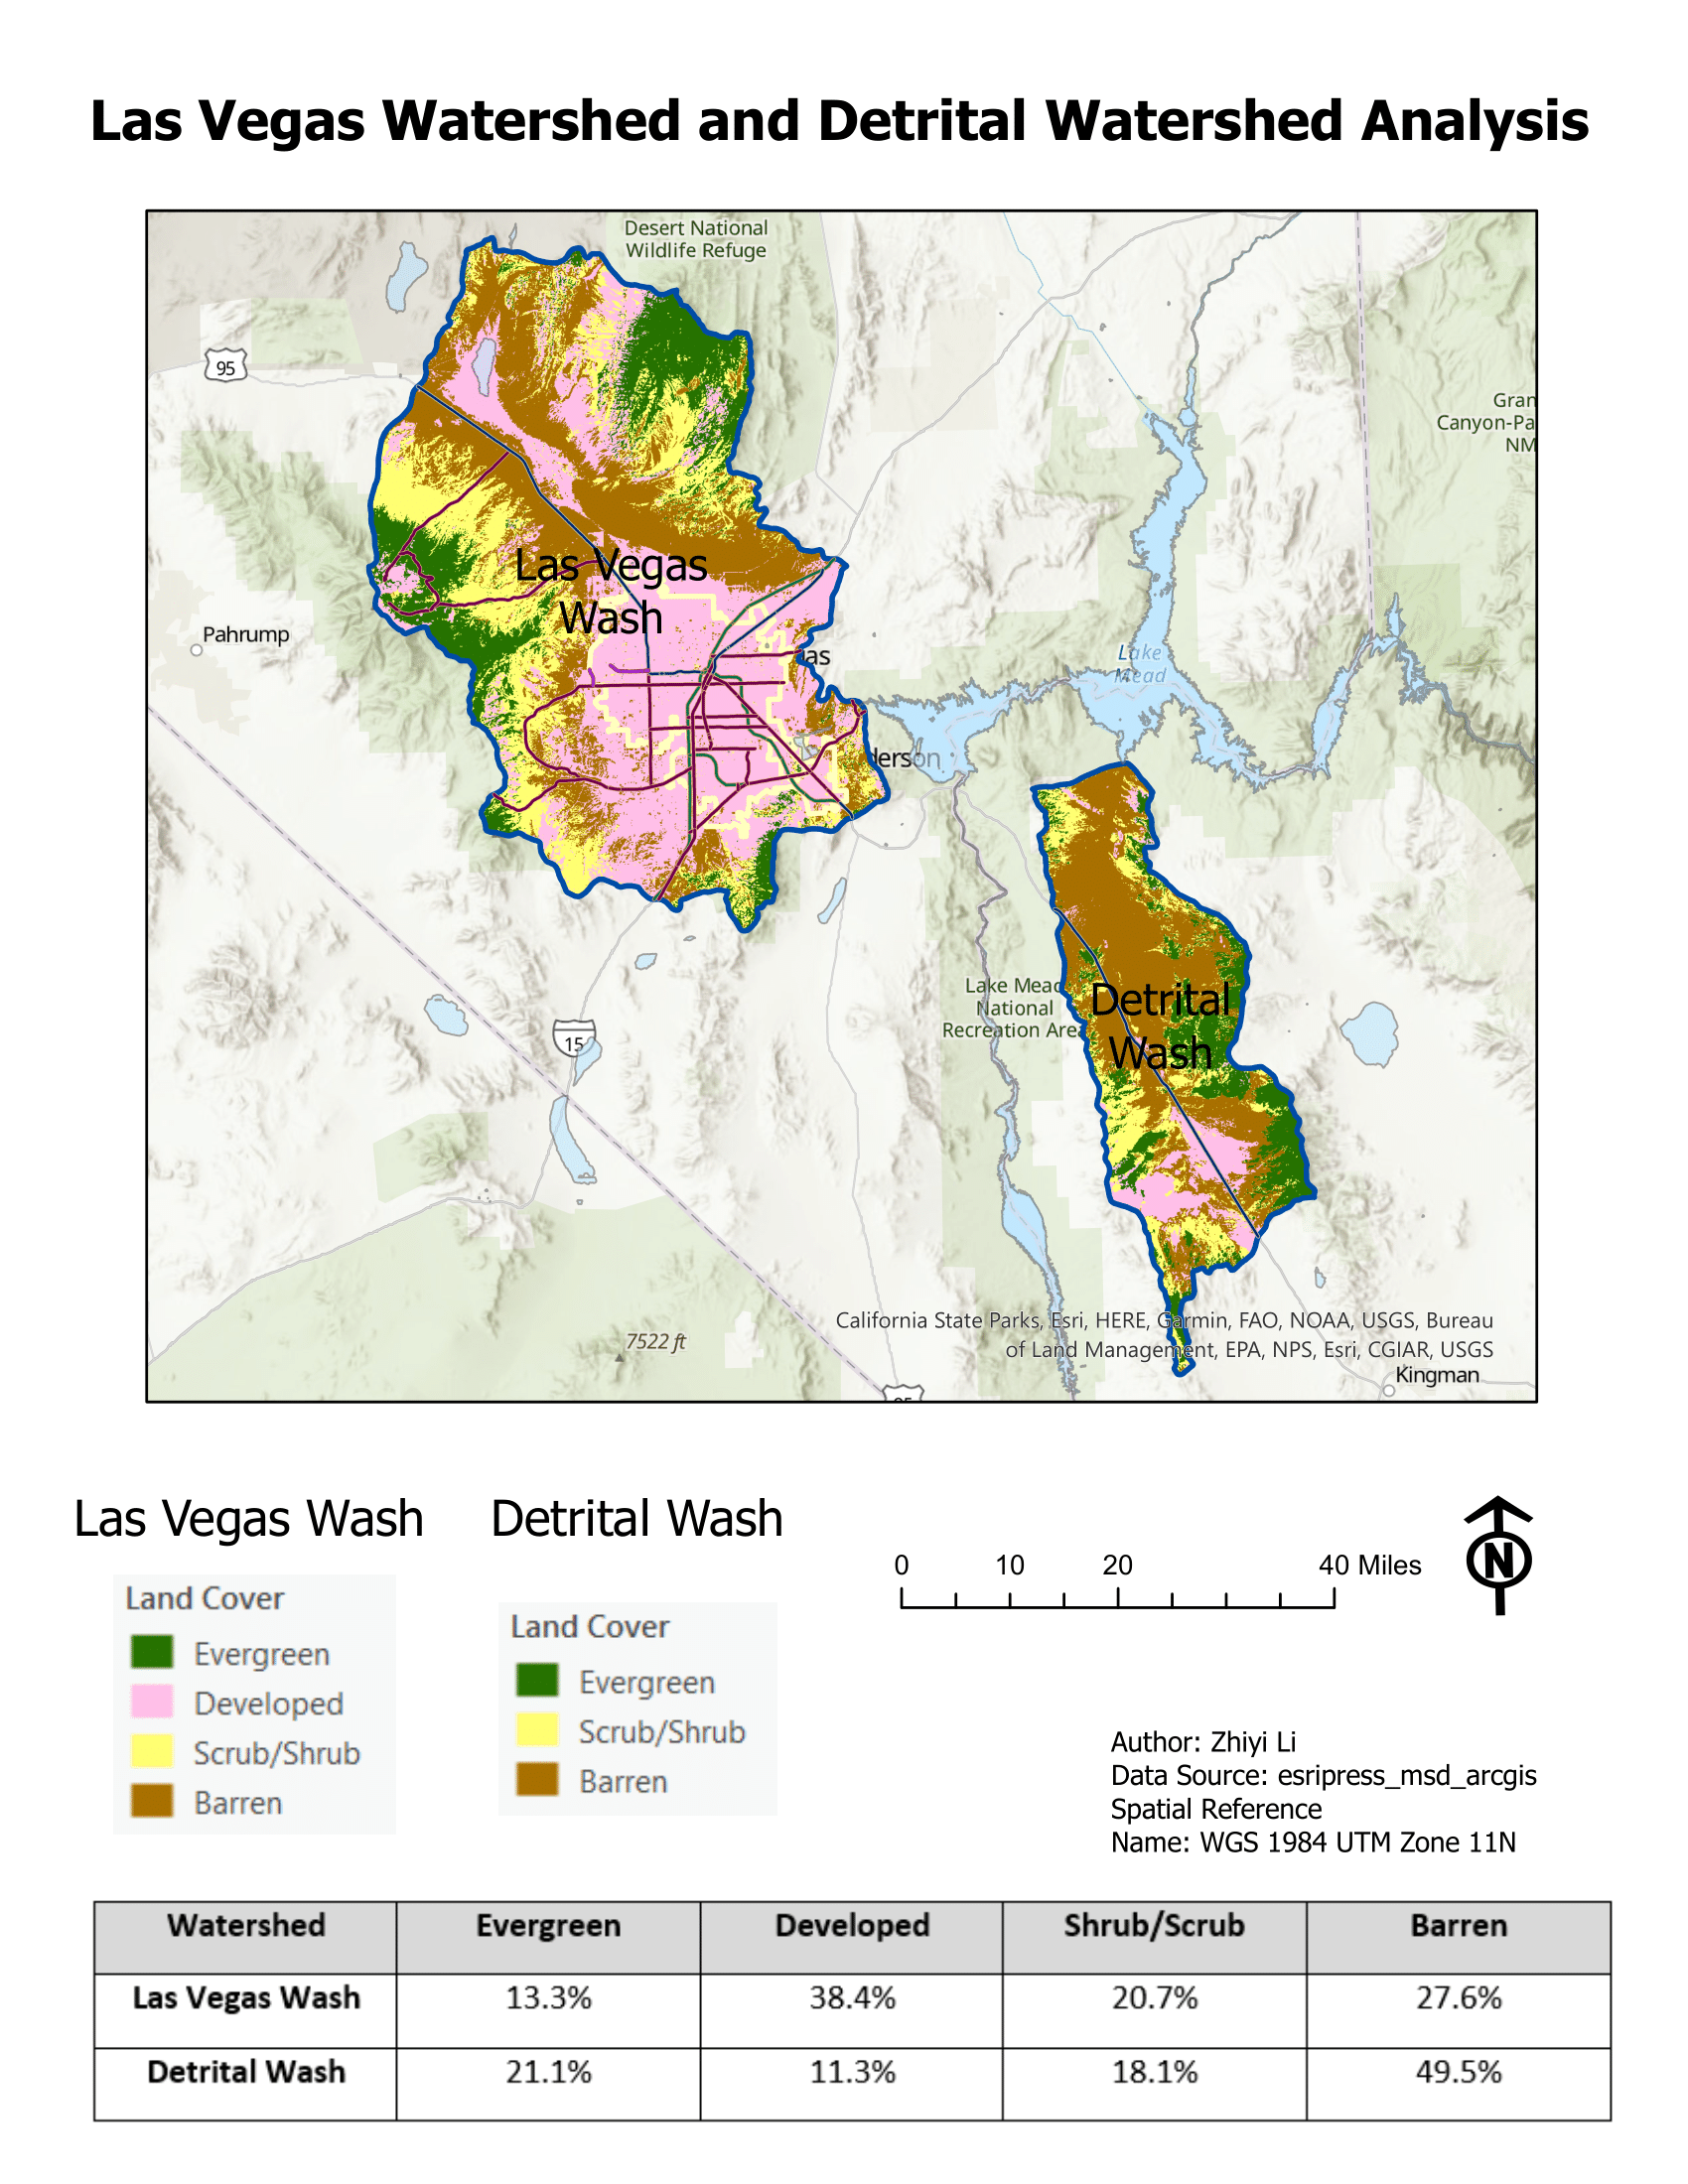 Las Vegas Watershed and Detrital Watershed Analysis
Desert National
Wildlife Refuge
95
Gran
Canyon-Pa
NM
Las Vegas
Wash
Pahrump
as
Lake
Mead
derson
Lake Mead
National
Recreation Area
Detrital
Wash
15
7522 ft
California State Parks, Esri, HERE, Garmin, FAO, NOAA, USGS, Bureau
of Land Management, EPA, NPS, Esri, CGIAR, USGS
Kingman
95
Las Vegas Wash
Land Cover
Evergreen
Developed
Scrub/Shrub
Barren
Detrital Wash
Land Cover
Evergreen
Scrub/Shrub
Barren
0 10 20 40 Miles
N
Author: Zhiyi Li
Data Source: esripress_msd_arcgis
Spatial Reference
Name: WGS 1984 UTM Zone 11N
Watershed Evergreen Developed Shrub/Scrub Barren
Las Vegas Wash 13.3% 38.4% 20.7% 27.6%
Detrital Wash 21.1% 11.3% 18.1% 49.5%